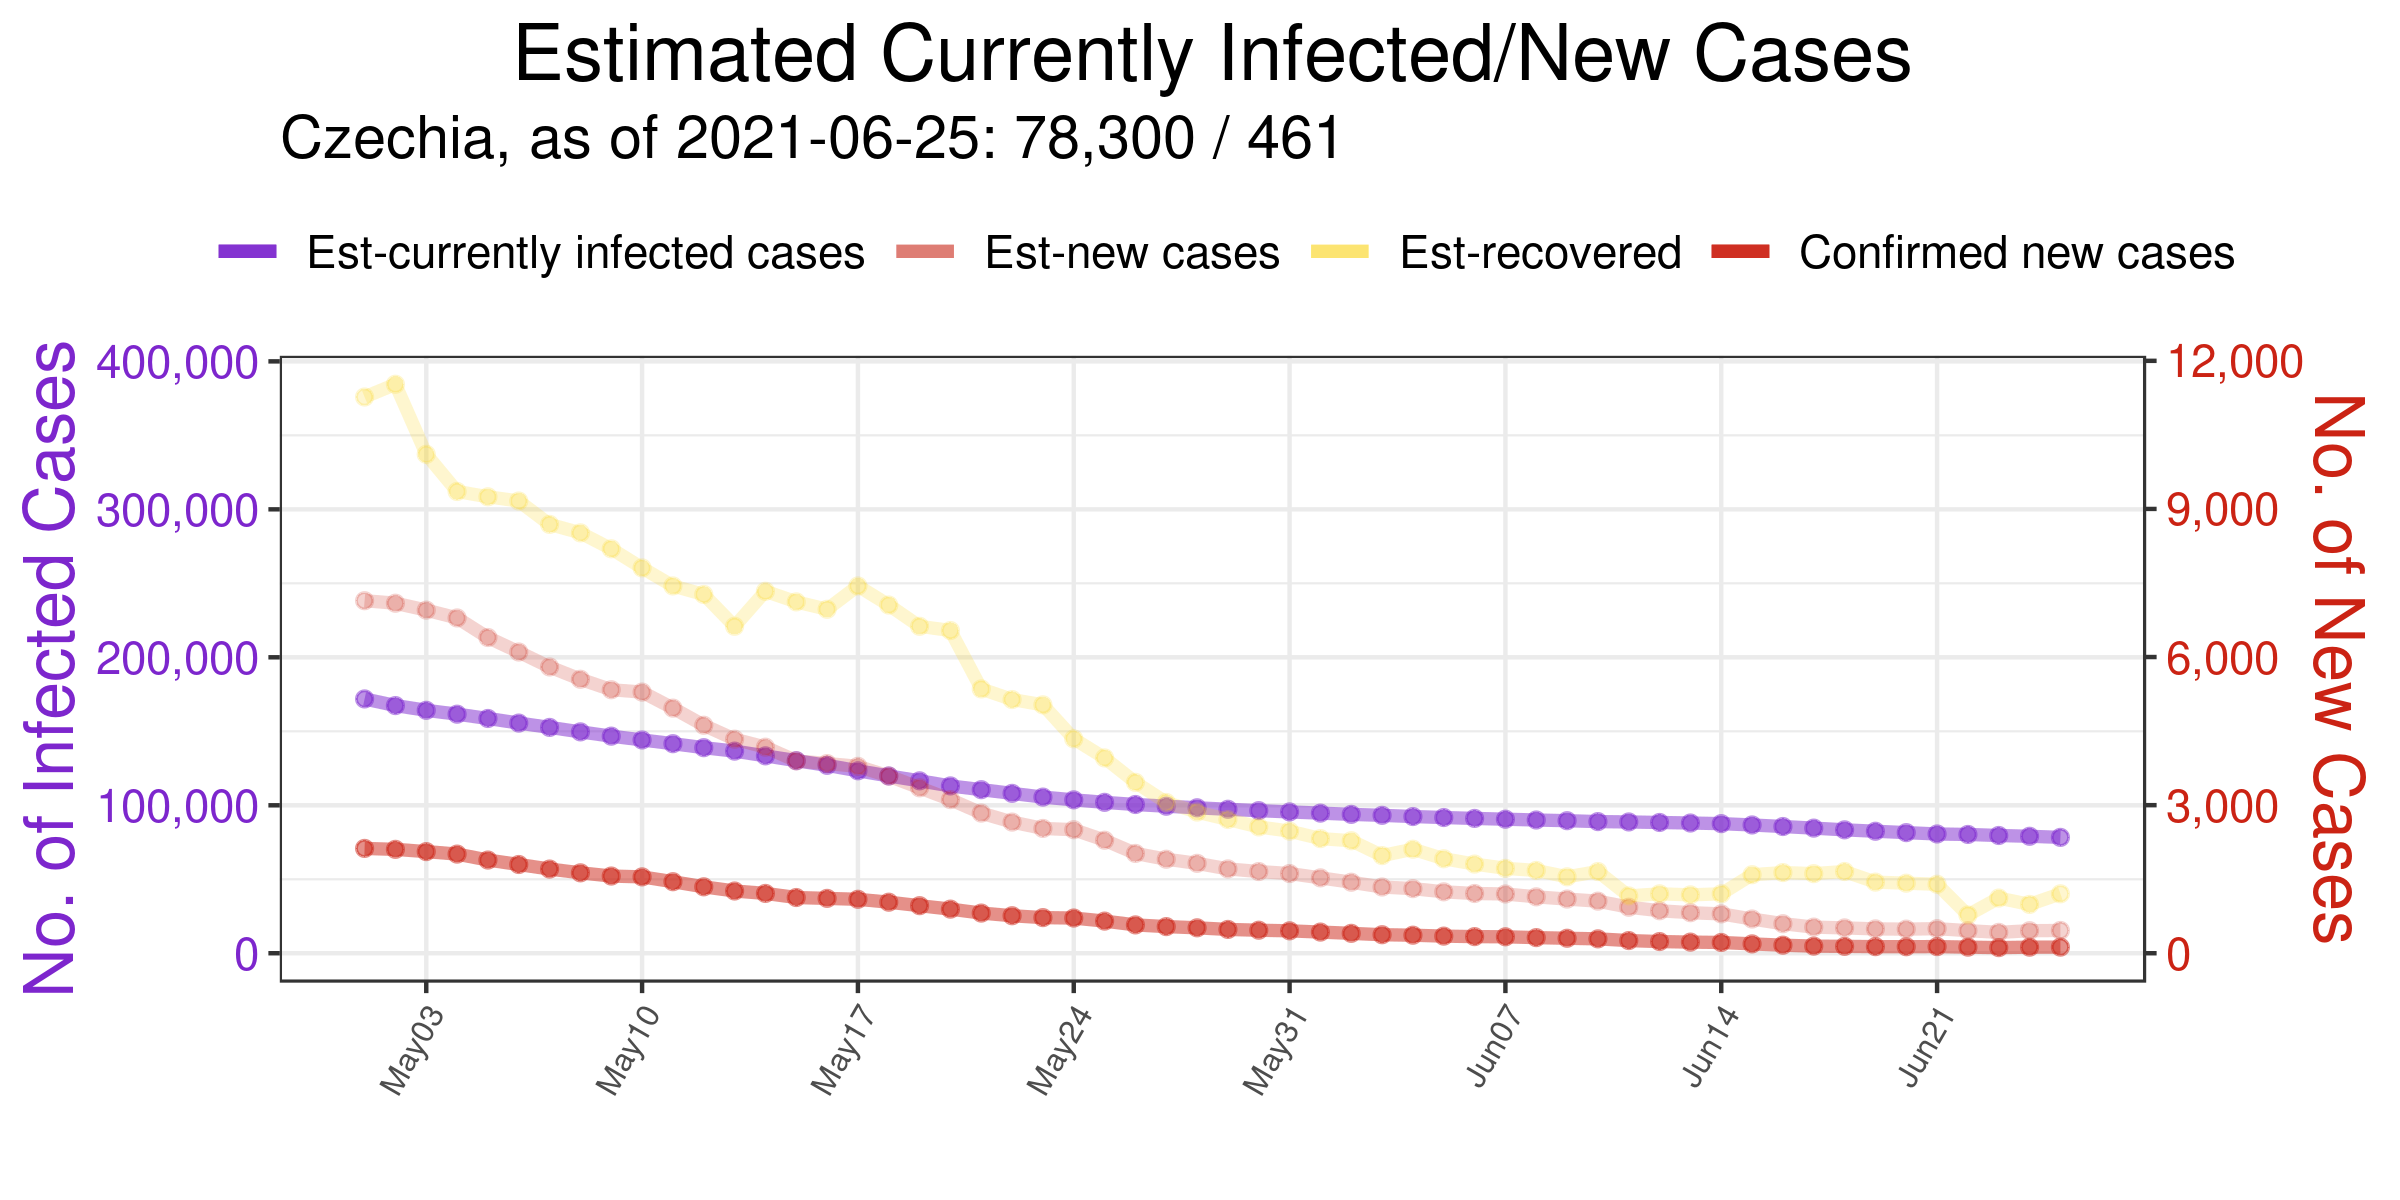 Estimated Currently Infected/New Cases
Czechia, as of 2021-06-25: 78,300 / 461
Est-currently infected cases Est-new cases Est-recovered Confirmed new cases
No. of Infected Cases
400,000
300,000
200,000
100,000
0
12,000
9,000
6,000
3,000
0
No. of New Cases
May03 May10 May17 May24 May31 Jun07 Jun14 Jun21